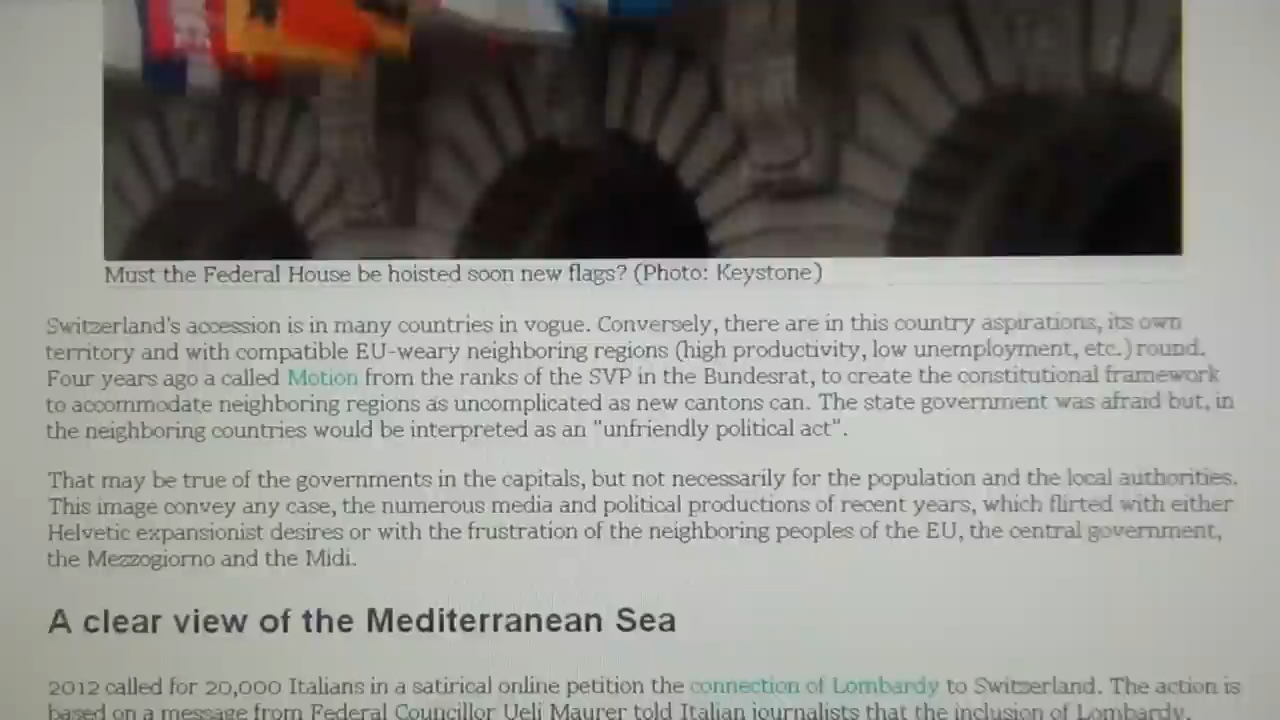 Must the Federal House be hoisted soon new flags? (Photo: Keystone)
Switzerland's accession is in many countries in vogue. Conversely, there are in this country aspirations, its own
territory and with compatible EU-weary neighboring regions (high productivity, low unemployment, etc.) round.
Four years ago a called Motion from the ranks of the SVP in the Bundesrat, to create the constitutional framework
to accommodate neighboring regions as uncomplicated as new cantons can. The state government was afraid but, in
the neighboring countries would be interpreted as an "unfriendly political act".
That may be true of the governments in the capitals, but not necessarily for the population and the local authorities.
This image convey any case, the numerous media and political productions of recent years, which flirted with either
Helvetic expansionist desires or with the frustration of the neighboring peoples of the EU, the central government,
the Mezzogiorno and the Midi.
A clear view of the Mediterranean Sea
2012 called for 20,000 Italians in a satirical online petition the connection of Lombardy to Switzerland. The action is
based on a message from Federal Councillor Ueli Maurer told Italian journalists that the inclusion of Lombardy,